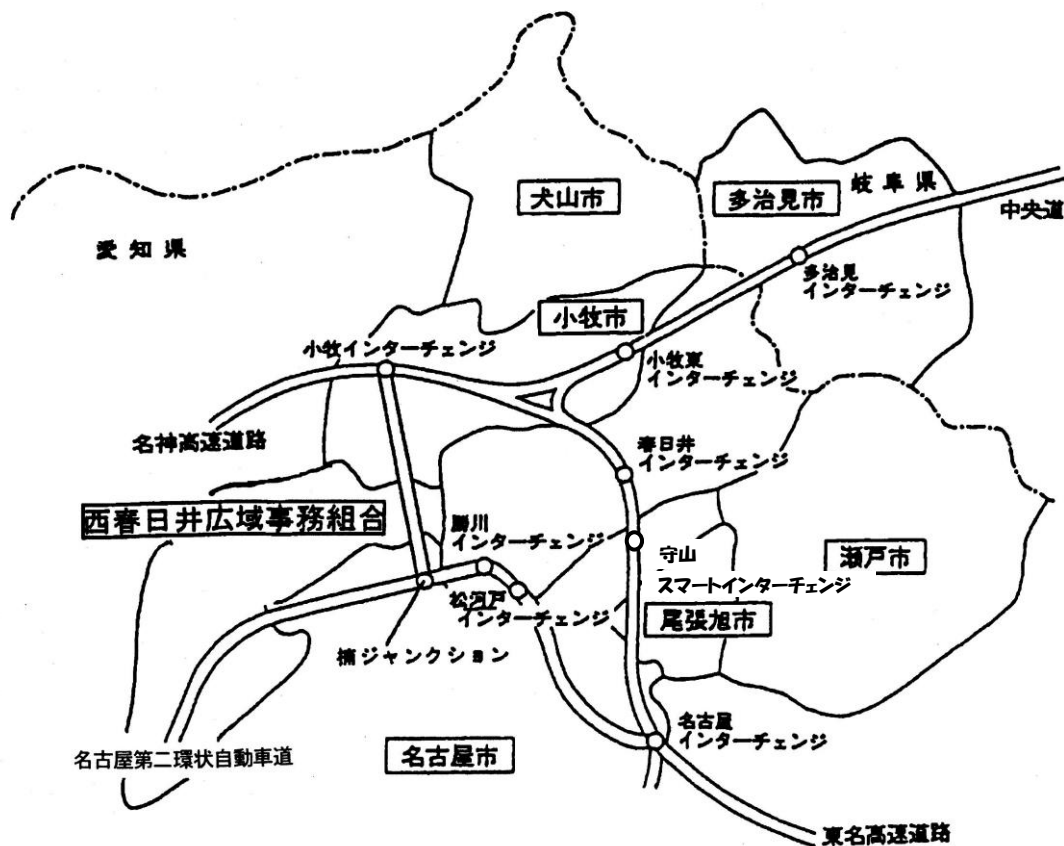 犬山市
多治見市
岐阜県
中央道
愛知県
多治見
インターチェンジ
小牧市
小牧インターチェンジ
小牧東
インターチェンジ
名神高速道路
春日井
インターチェンジ
西春日井広域事務組合
勝川
インターチェンジ
守山
スマートインターチェンジ
瀬戸市
松河戸
インターチェンジ
尾張旭市
楠ジャンクション
名古屋
インターチェンジ
名古屋第二環状自動車道
名古屋市
東名高速道路